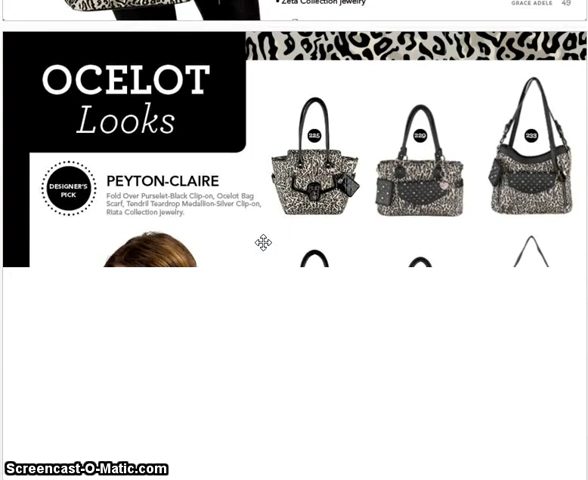 • Zeta Collection jewelry
GRACE ADELE 49
OCELOT
Looks
225
229
233
DESIGNER'S
PICK
PEYTON-CLAIRE
Fold Over Purselet-Black Clip-on, Ocelot Bag
Scarf, Tendril Teardrop Medallion-Silver Clip-on,
Riata Collection jewelry.
Screencast-O-Matic.com